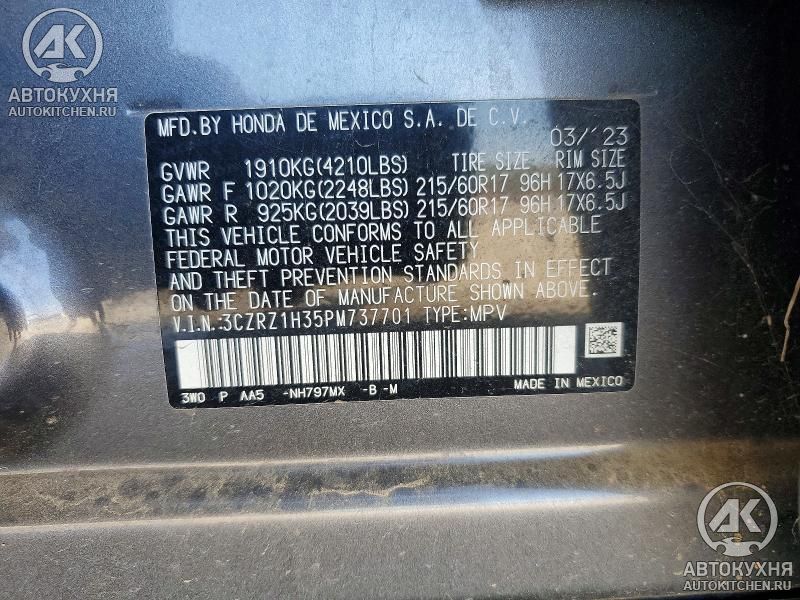 AK
АВТОКУХНЯ
AUTOKITCHEN.RU
MFD.BY HONDA DE MEXICO S.A. DE C.V.
03/'23
GVWR 1910KG(4210LBS) TIRE SIZE RIM SIZE
GAWR F 1020KG(2248LBS) 215/60R17 96H 17X6.5J
GAWR R 925KG(2039LBS) 215/60R17 96H 17X6.5J
THIS VEHICLE CONFORMS TO ALL APPLICABLE
FEDERAL MOTOR VEHICLE SAFETY
AND THEFT PREVENTION STANDARDS IN EFFECT
ON THE DATE OF MANUFACTURE SHOWN ABOVE.
V.I.N.:3CZRZ1H35PM737701 TYPE:MPV
3W0 P AA5 -NH797MX -B -M MADE IN MEXICO
AK
АВТОКУХНЯ
AUTOKITCHEN.RU